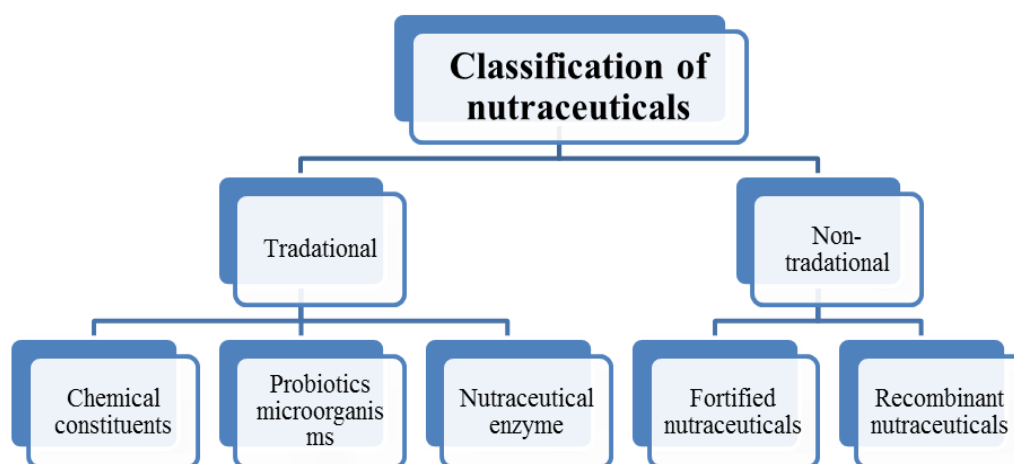 Classification of
nutraceuticals
Tradational
Non-
tradational
Chemical
constituents
Probiotics
microorganis
ms
Nutraceutical
enzyme
Fortified
nutraceuticals
Recombinant
nutraceuticals